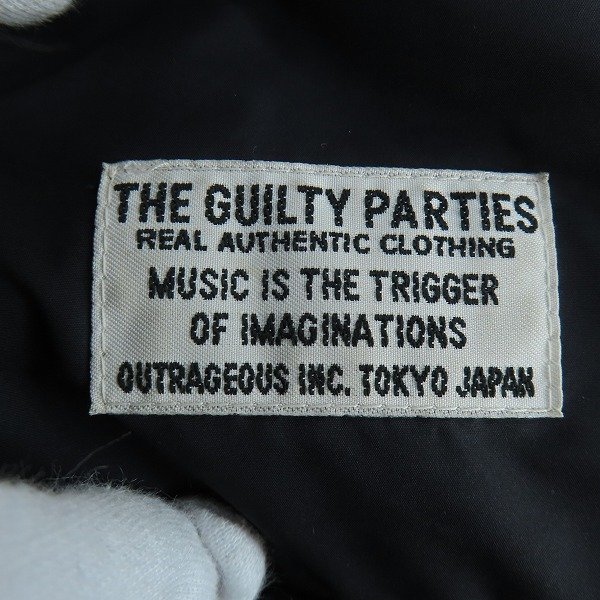 THE GUILTY PARTIES
REAL AUTHENTIC CLOTHING
MUSIC IS THE TRIGGER
OF IMAGINATIONS
OUTRAGEOUS INC. TOKYO JAPAN